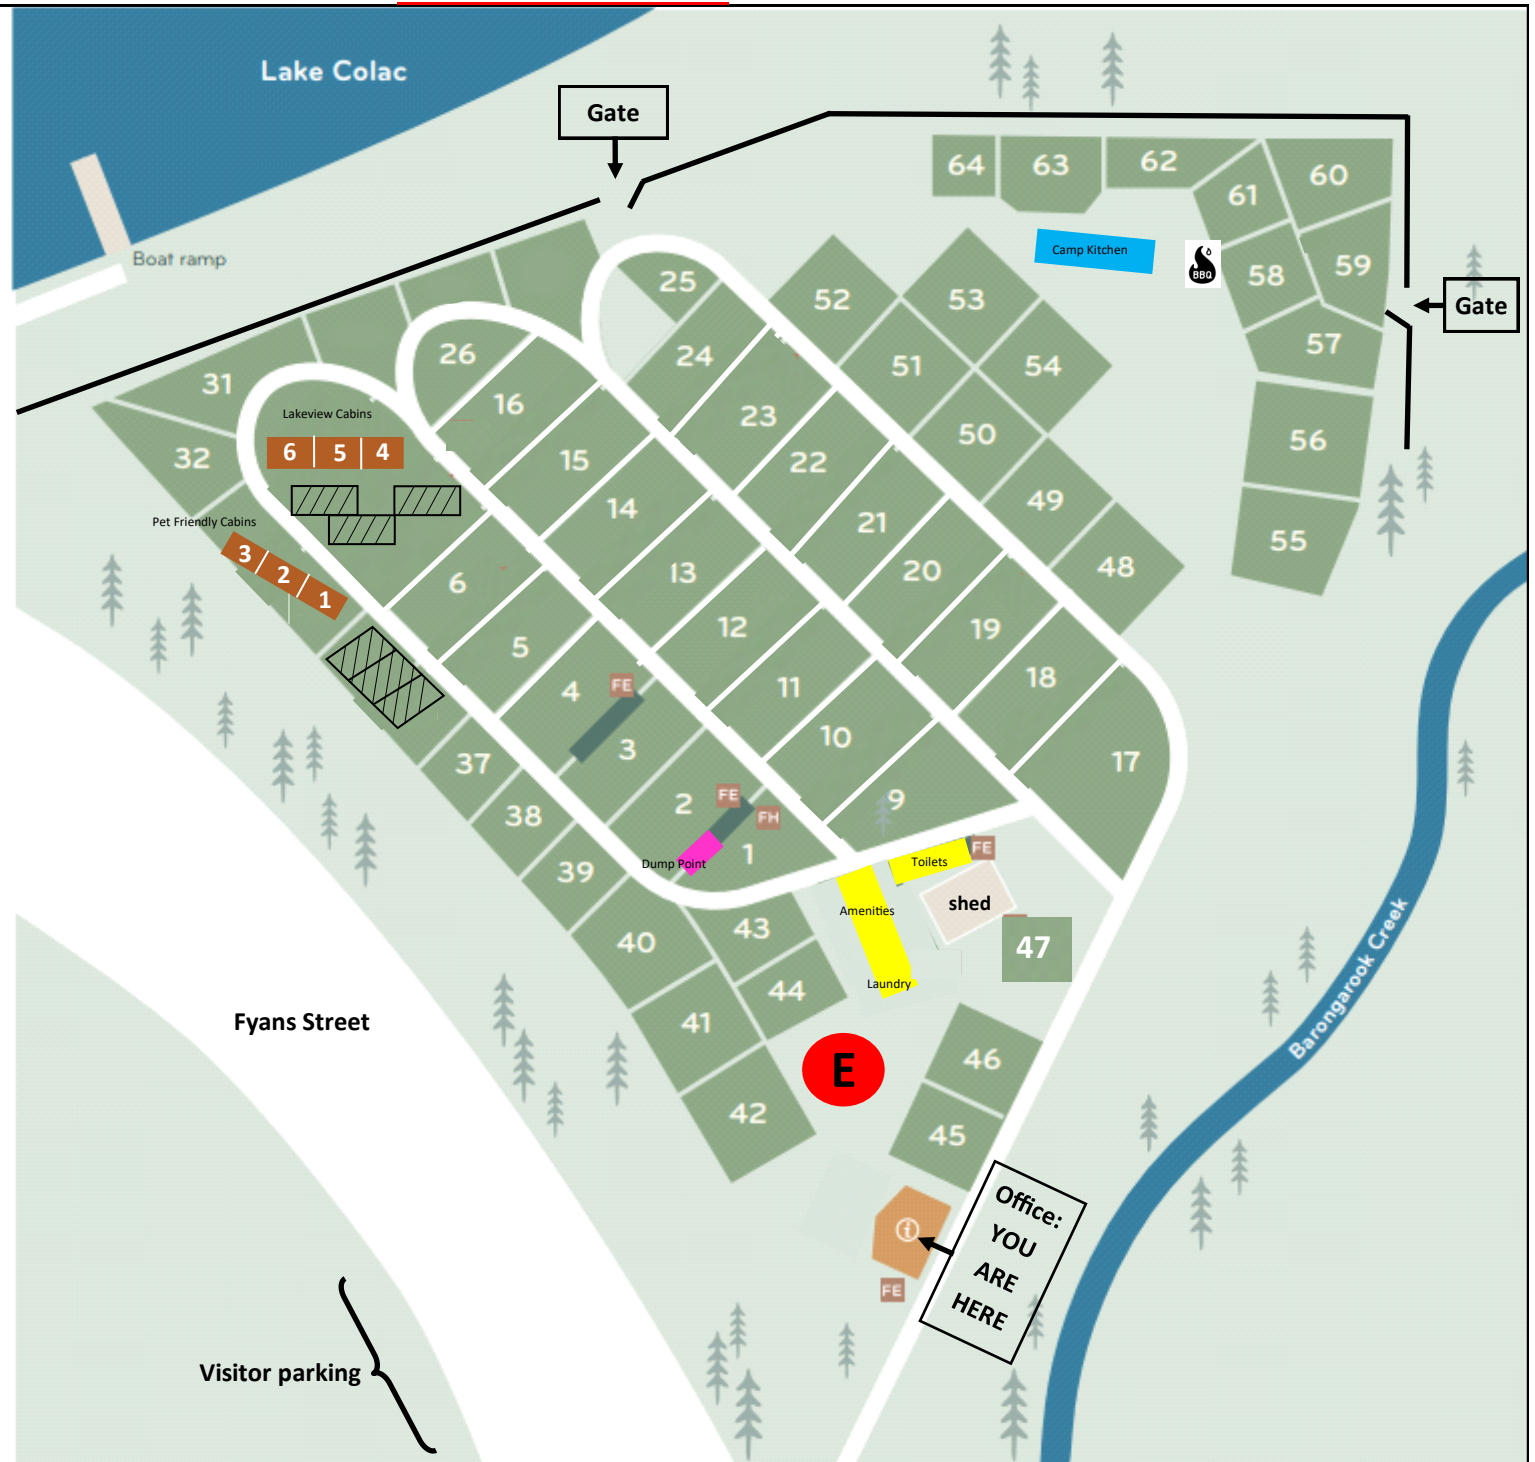 Lake Colac
Gate
Boat ramp
64
63
62
60
61
Camp Kitchen
BBQ
58
59
Gate
57
56
55
25
52
53
24
51
54
26
31
16
23
50
Lakeview Cabins
6
5
4
32
15
22
49
14
21
48
Pet Friendly Cabins
3
2
1
6
13
20
5
12
19
4
FE
11
18
3
10
17
37
2
FE
FH
9
38
1
Dump Point
39
Toilets
FE
Amenities
shed
40
43
47
44
Laundry
41
Fyans Street
E
46
42
45
Barongarook Creek
Office:
YOU
ARE
HERE
i
FE
Visitor parking